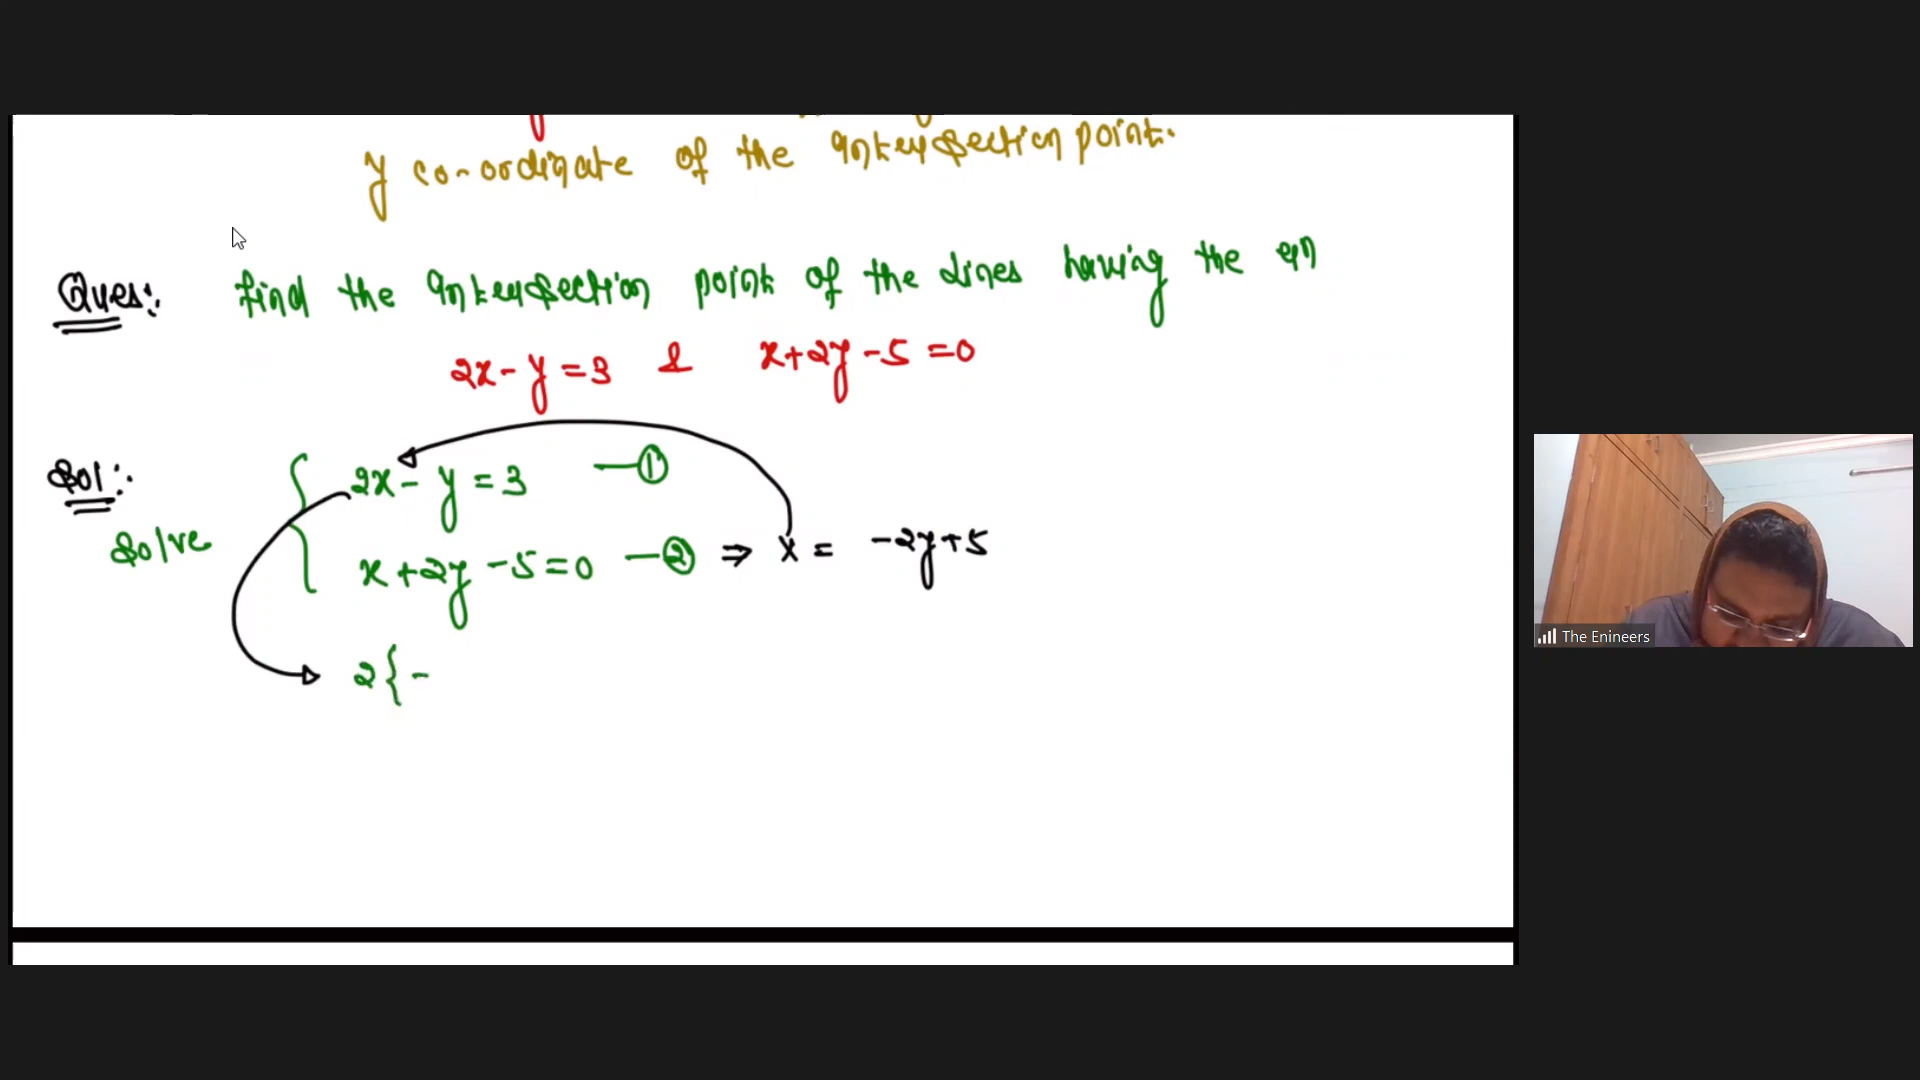 y co-ordinate of the intersection point.
Ques:. find the intersection point of the lines having the eqn
2x - y = 3 & x + 2y - 5 = 0
Sol:.
Solve
2x - y = 3 —①
x + 2y - 5 = 0 —② ⇒ x = -2y + 5
2{ -
The Enineers